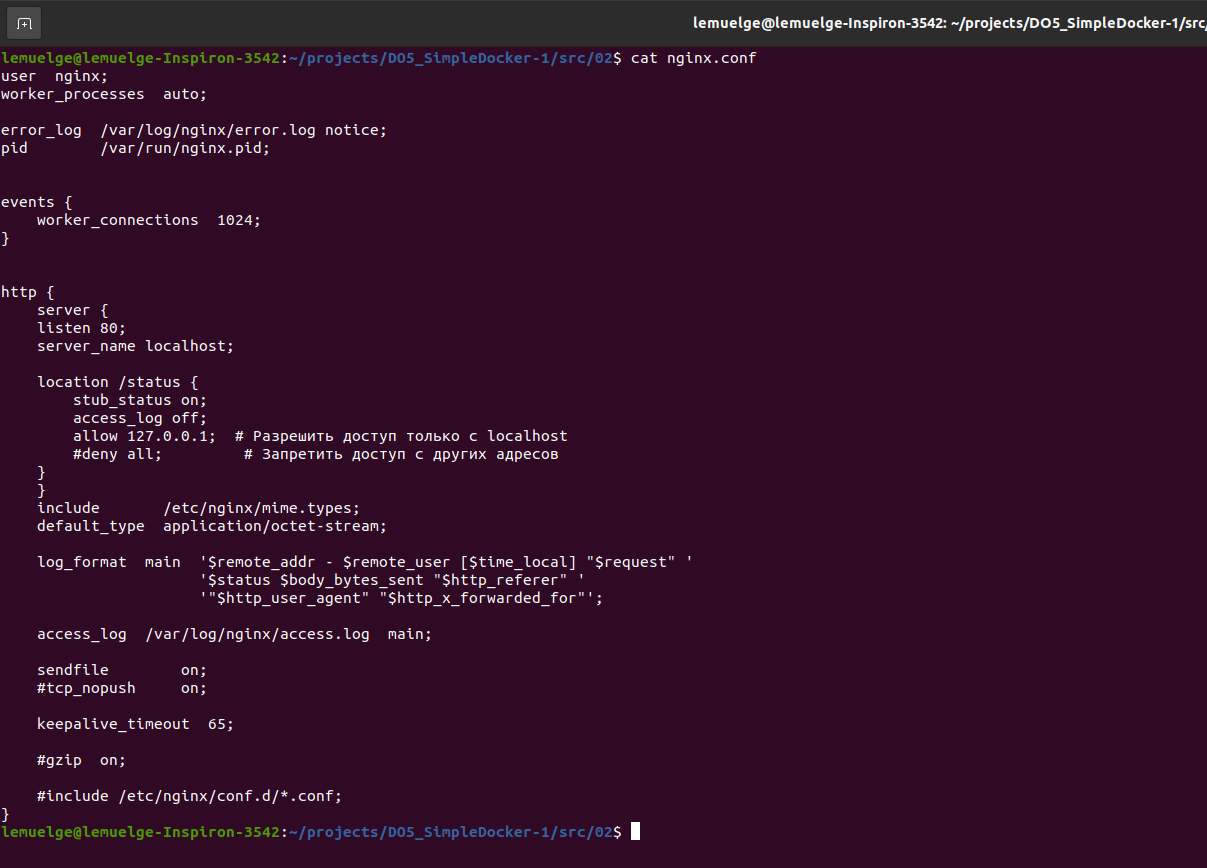 lemuelge@lemuelge-Inspiron-3542: ~/projects/DO5_SimpleDocker-1/src/
lemuelge@lemuelge-Inspiron-3542:~/projects/DO5_SimpleDocker-1/src/02$ cat nginx.conf
user  nginx;
worker_processes  auto;

error_log  /var/log/nginx/error.log notice;
pid        /var/run/nginx.pid;


events {
    worker_connections  1024;
}


http {
    server {
    listen 80;
    server_name localhost;

    location /status {
        stub_status on;
        access_log off;
        allow 127.0.0.1;  # Разрешить доступ только с localhost
        #deny all;         # Запретить доступ с других адресов
    }
    }
    include       /etc/nginx/mime.types;
    default_type  application/octet-stream;

    log_format  main  '$remote_addr - $remote_user [$time_local] "$request" '
                      '$status $body_bytes_sent "$http_referer" '
                      '"$http_user_agent" "$http_x_forwarded_for"';

    access_log  /var/log/nginx/access.log  main;

    sendfile        on;
    #tcp_nopush     on;

    keepalive_timeout  65;

    #gzip  on;

    #include /etc/nginx/conf.d/*.conf;
}
lemuelge@lemuelge-Inspiron-3542:~/projects/DO5_SimpleDocker-1/src/02$